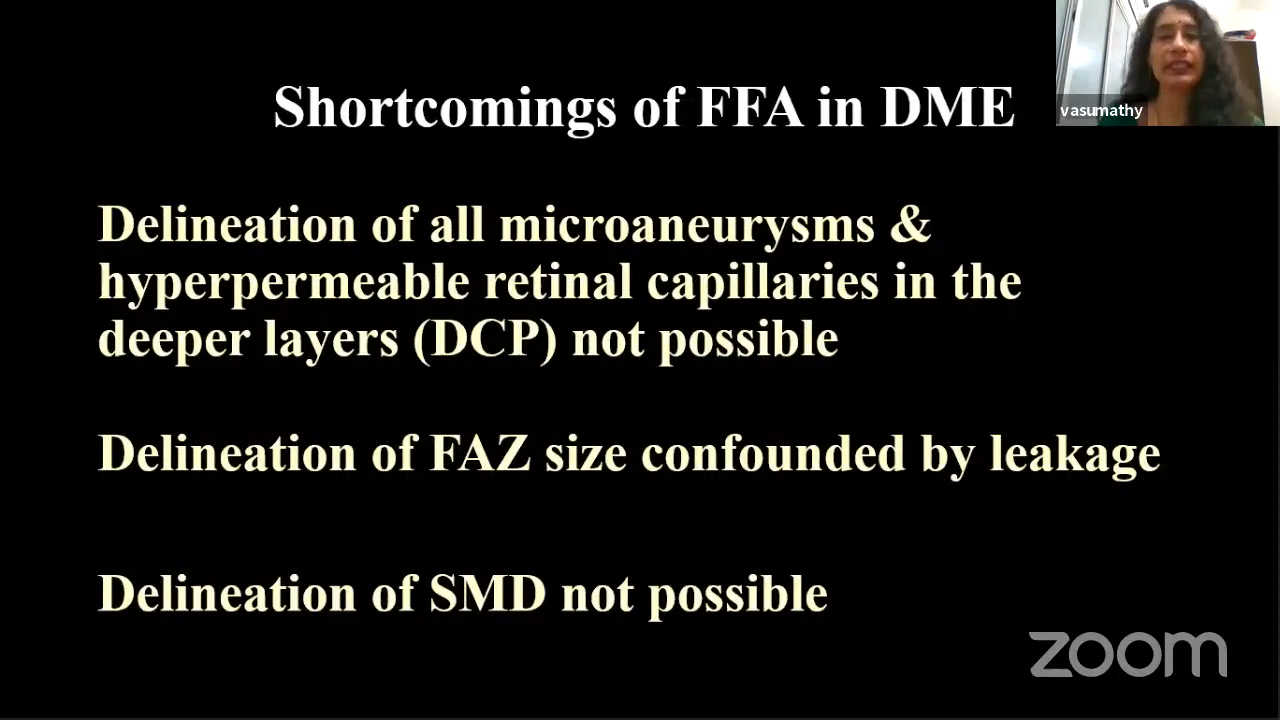 Shortcomings of FFA in DME
vasumathy
Delineation of all microaneurysms &
hyperpermeable retinal capillaries in the
deeper layers (DCP) not possible
Delineation of FAZ size confounded by leakage
Delineation of SMD not possible
zoom